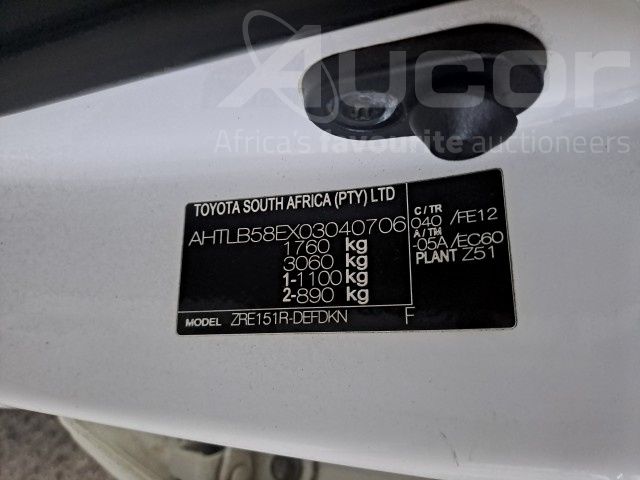 Aucor
Africa's favourite auctioneers
TOYOTA SOUTH AFRICA (PTY) LTD
AHTLB58EX03040706
1760 kg
3060 kg
1-1100 kg
2-890 kg
C/TR
040 /FE12
A/TM
-05A/EC60
PLANT Z51
MODEL ZRE151R-DEFDKN F